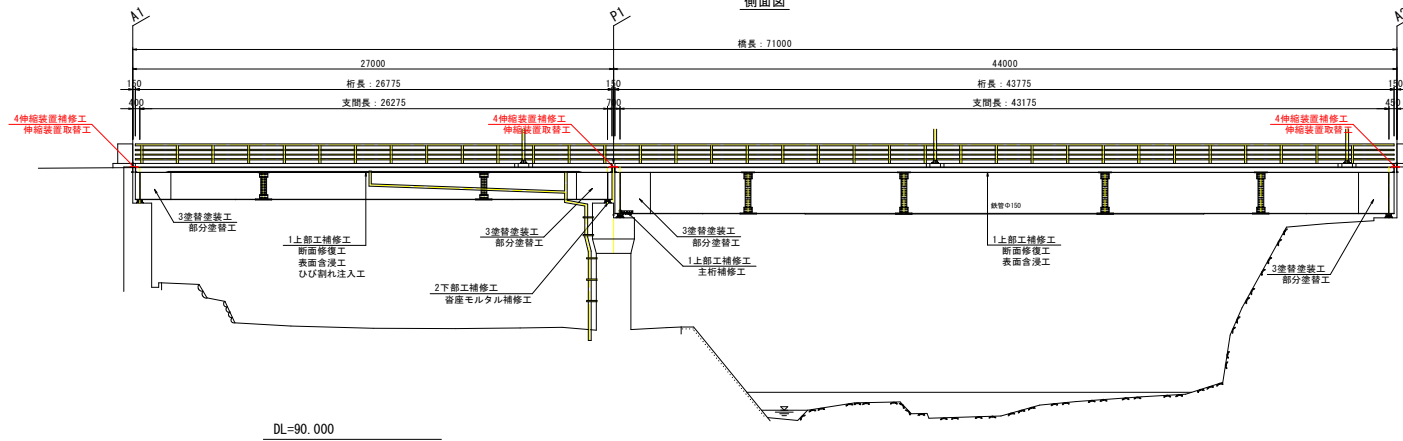 側面図
A1
P1
A2
橋長：71000
27000
44000
150
桁長：26775
150
桁長：43775
150
400
支間長：26275
700
支間長：43175
450
4伸縮装置補修工
伸縮装置取替工
4伸縮装置補修工
伸縮装置取替工
4伸縮装置補修工
伸縮装置取替工
鉄管Φ150
3塗替塗装工
部分塗替工
3塗替塗装工
部分塗替工
3塗替塗装工
部分塗替工
1上部工補修工
断面修復工
表面含浸工
ひび割れ注入工
1上部工補修工
断面修復工
表面含浸工
1上部工補修工
主桁補修工
3塗替塗装工
部分塗替工
2下部工補修工
沓座モルタル補修工
DL=90.000